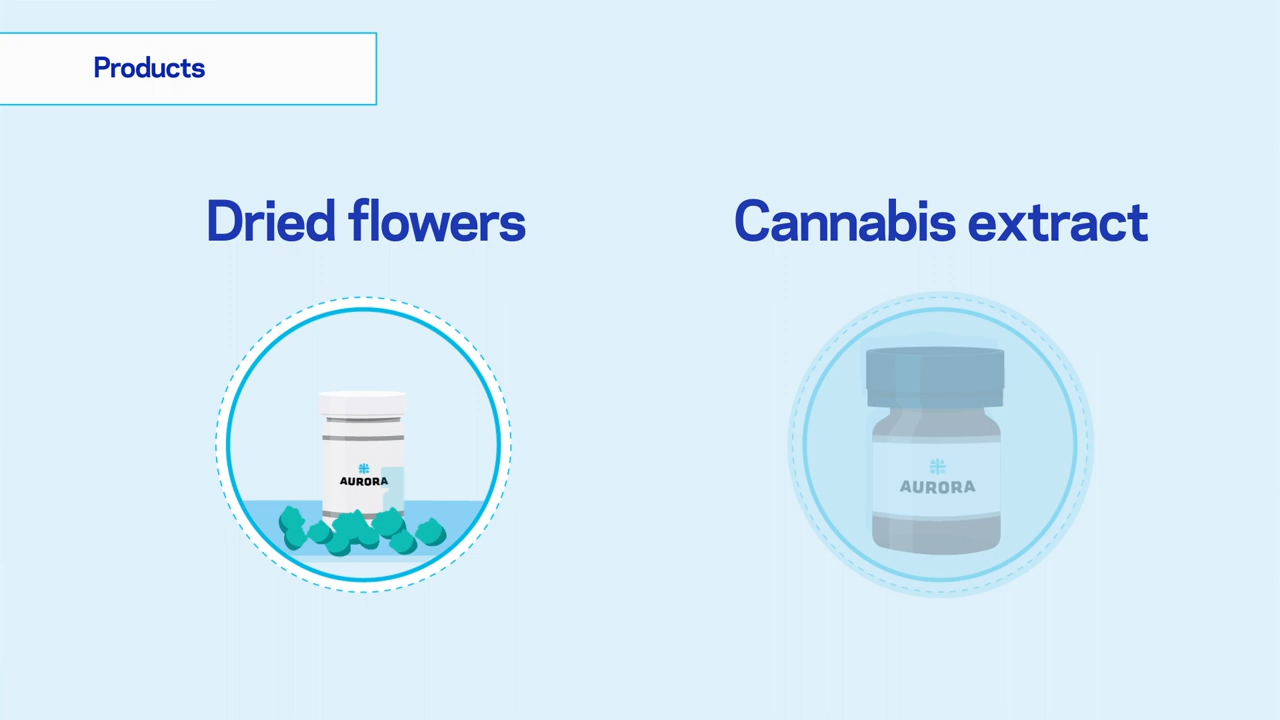 Products
Dried flowers
Cannabis extract
AURORA
AURORA